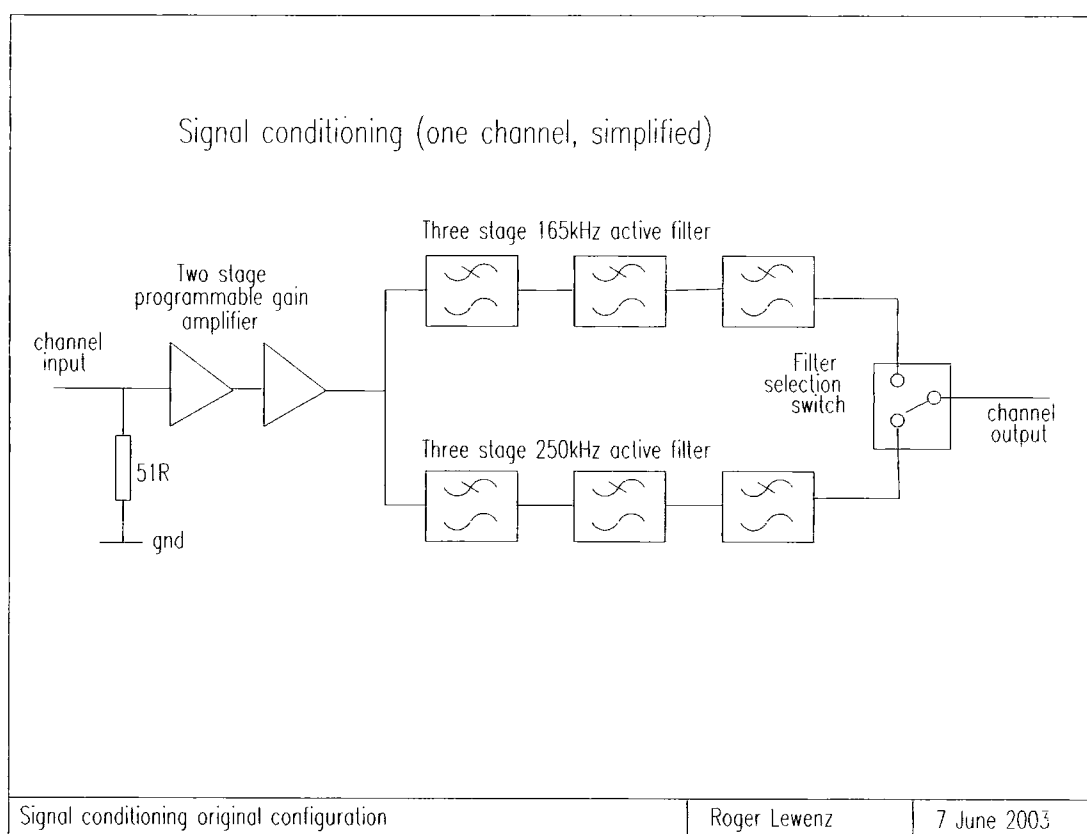 Signal conditioning (one channel, simplified)
Three stage 165kHz active filter
Two stage
programmable gain
amplifier
channel
input
Filter
selection
switch
channel
output
Three stage 250kHz active filter
51R
gnd
Signal conditioning original configuration
Roger Lewenz
7 June 2003